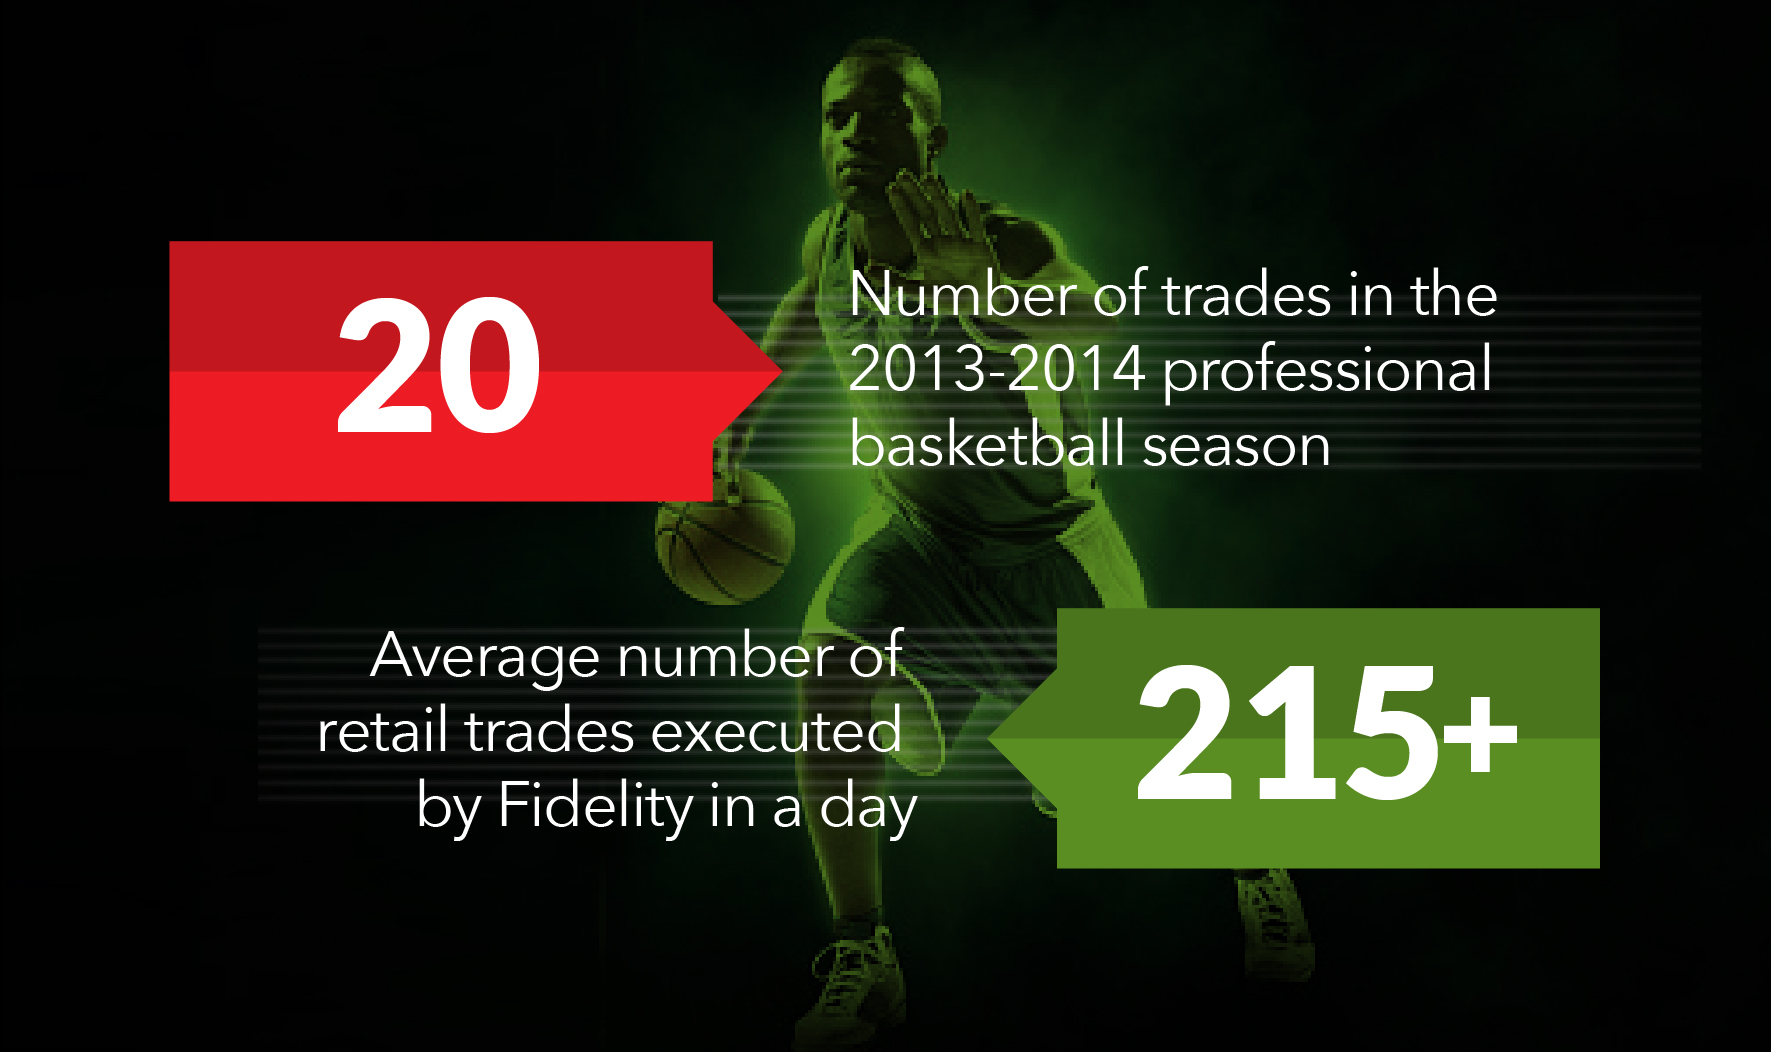 20
Number of trades in the
2013-2014 professional
basketball season
Average number of
retail trades executed
by Fidelity in a day
215+